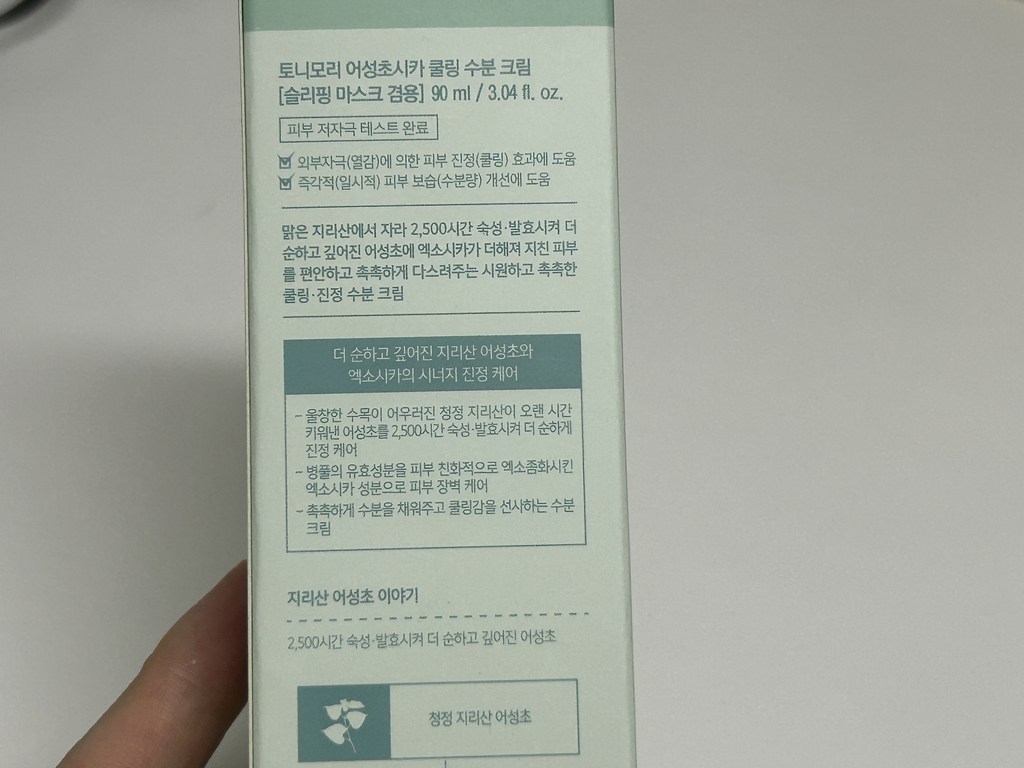 토니모리 어성초시카 쿨링 수분 크림
[슬리핑 마스크 겸용] 90 ml / 3.04 fl. oz.
피부 저자극 테스트 완료
외부자극(열감)에 의한 피부 진정(쿨링) 효과에 도움
즉각적(일시적) 피부 보습(수분량) 개선에 도움
맑은 지리산에서 자라 2,500시간 숙성·발효시켜 더
순하고 깊어진 어성초에 엑소시카가 더해져 지친 피부
를 편안하고 촉촉하게 다스려주는 시원하고 촉촉한
쿨링·진정 수분 크림
더 순하고 깊어진 지리산 어성초와
엑소시카의 시너지 진정 케어
- 울창한 수목이 어우러진 청정 지리산이 오랜 시간
키워낸 어성초를 2,500시간 숙성·발효시켜 더 순하게
진정 케어
- 병풀의 유효성분을 피부 친화적으로 엑소좀화시킨
엑소시카 성분으로 피부 장벽 케어
- 촉촉하게 수분을 채워주고 쿨링감을 선사하는 수분
크림
지리산 어성초 이야기
2,500시간 숙성·발효시켜 더 순하고 깊어진 어성초
청정 지리산 어성초